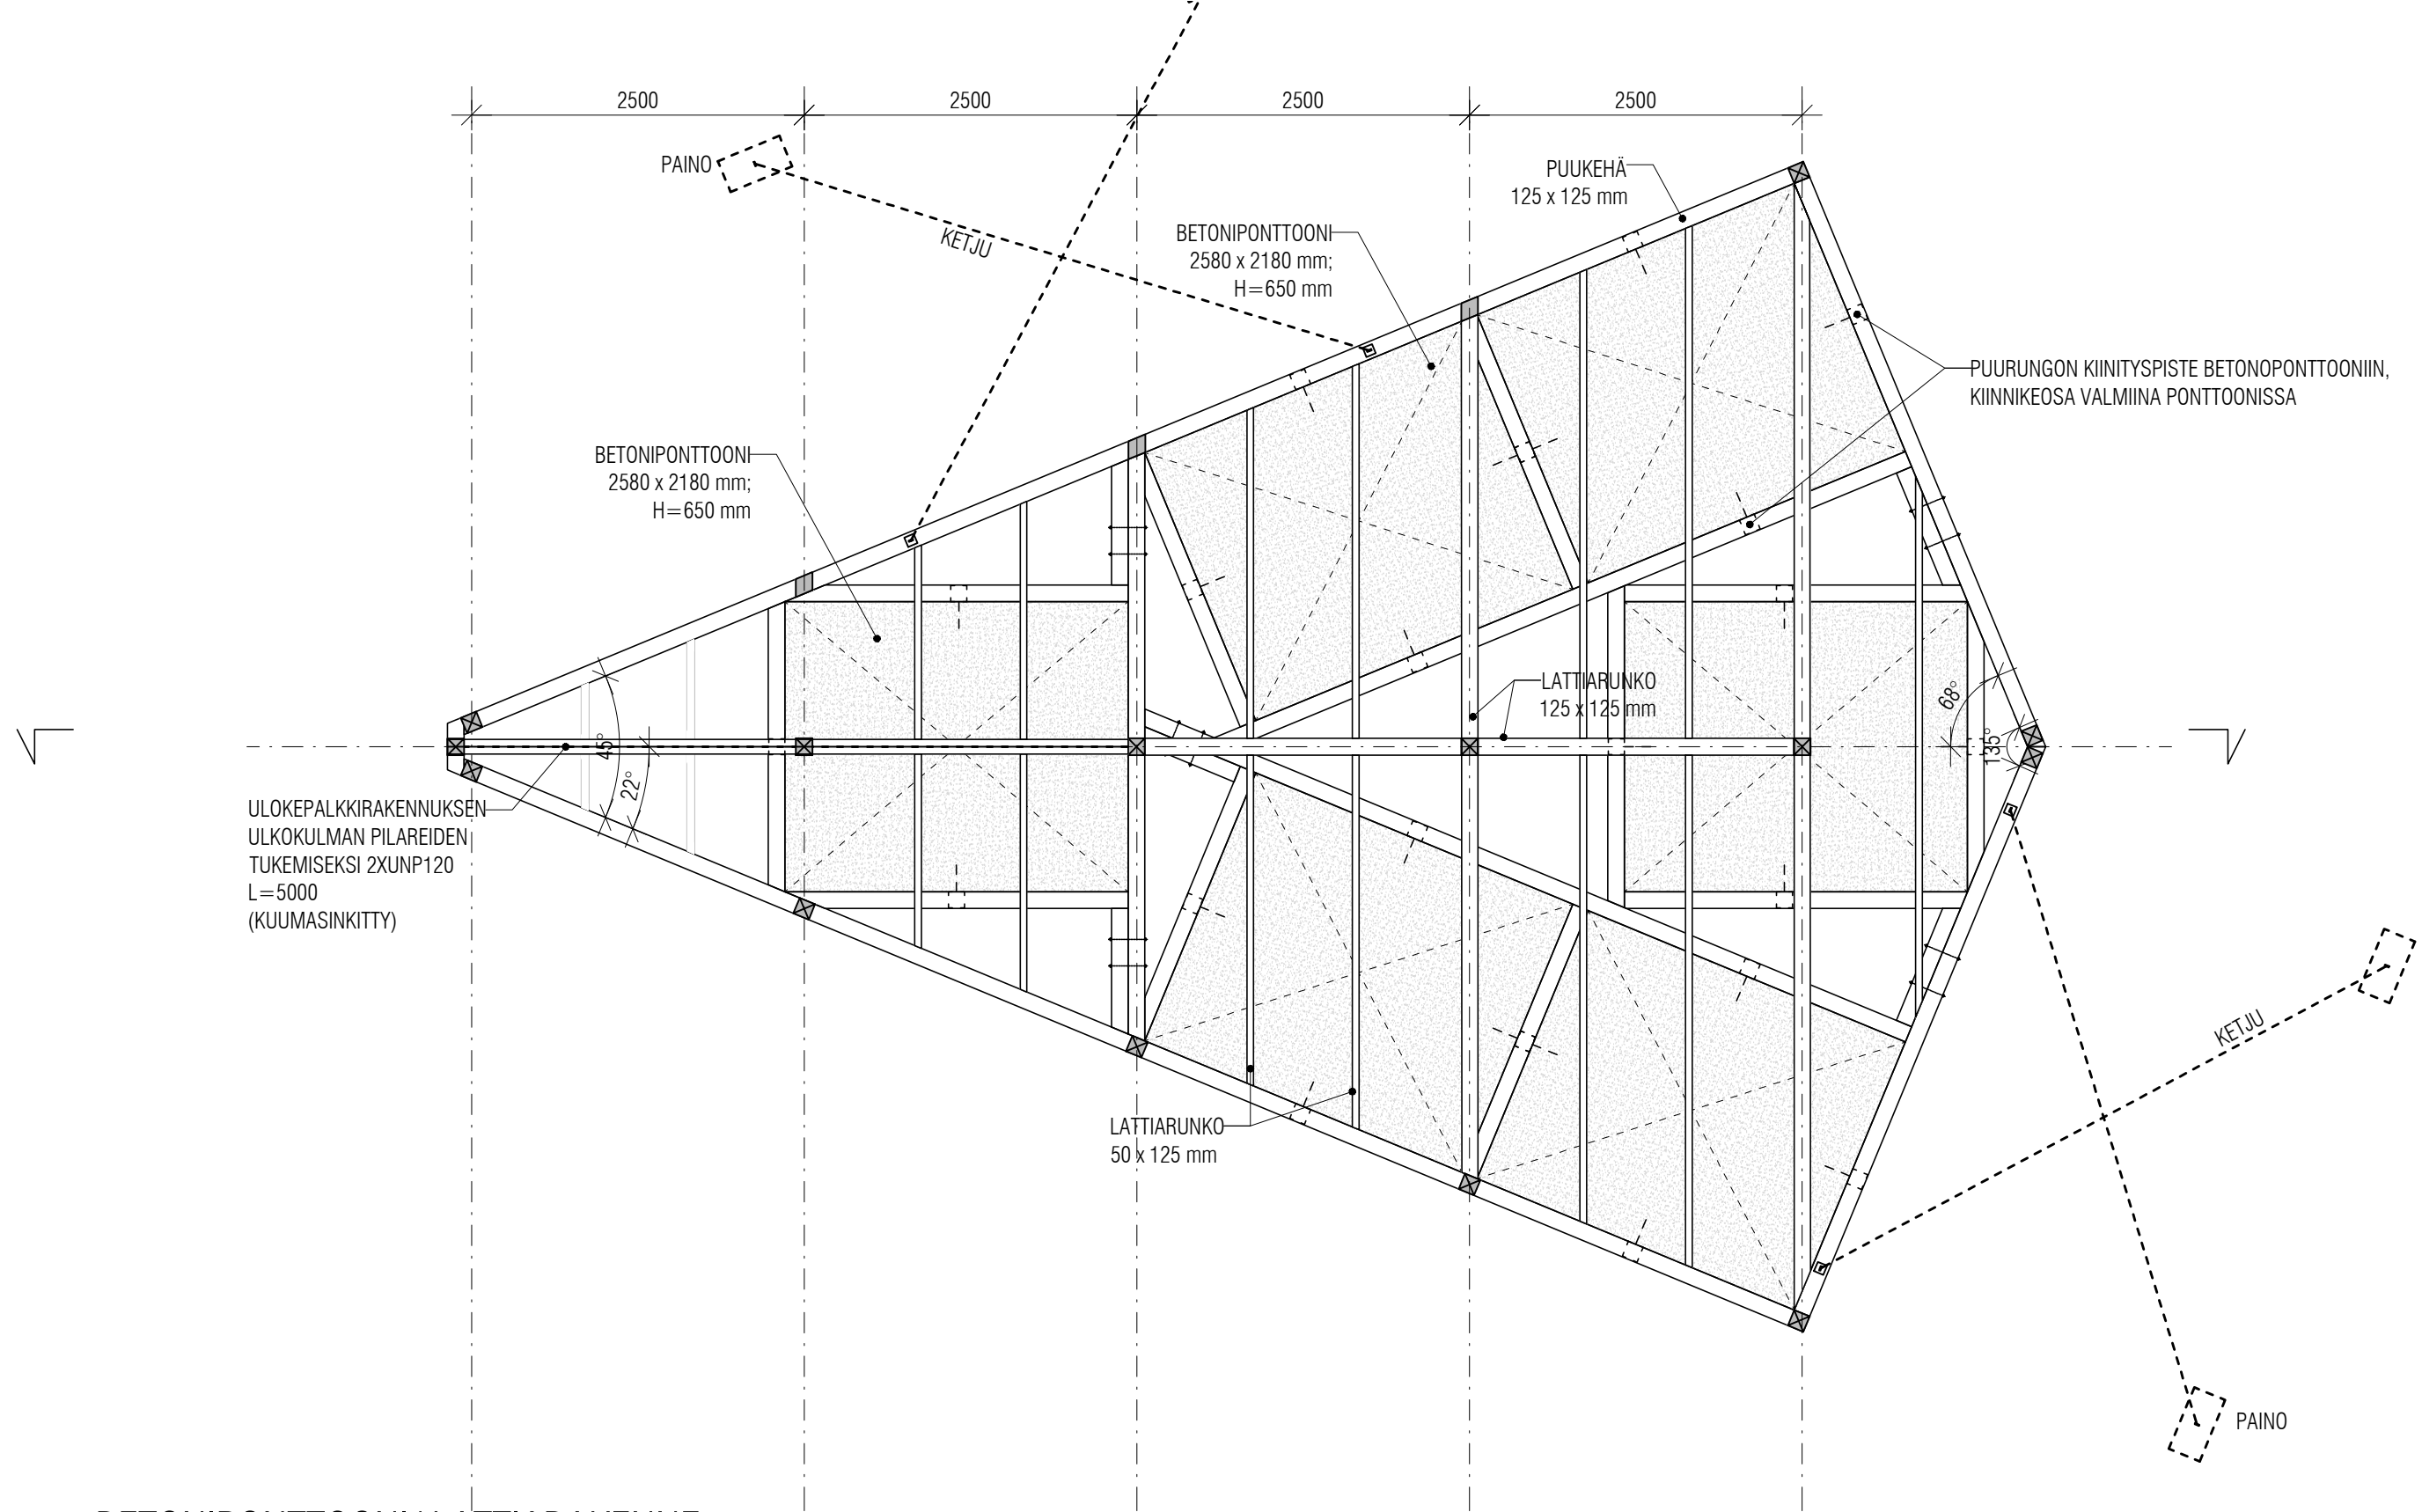 2500
2500
2500
2500
PAINO
KETJU
PUUKEHÄ
125 x 125 mm
BETONIPONTTOONI
2580 x 2180 mm;
H=650 mm
PUURUNGON KIINITYSPISTE BETONOPONTTOONIIN,
KIINNIKEOSA VALMIINA PONTTOONISSA
BETONIPONTTOONI
2580 x 2180 mm;
H=650 mm
LATTIARUNKO
125 x 125 mm
68°
135°
45°
22°
ULOKEPALKKIRAKENNUKSEN
ULKOKULMAN PILAREIDEN
TUKEMISEKSI 2XUNP120
L=5000
(KUUMASINKITTY)
KETJU
LATTIARUNKO
50 x 125 mm
PAINO